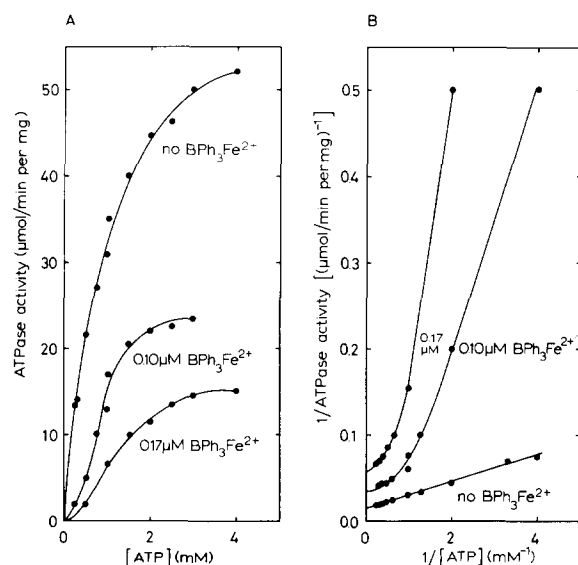 A
B
ATPase activity (µmol/min per mg)
50
40
30
20
10
0
no BPh₃Fe²⁺
0.10µM BPh₃Fe²⁺
0.17µM BPh₃Fe²⁺
0
2
4
[ATP] (mM)
1/ATPase activity [(µmol/min per mg)⁻¹]
0.5
0.4
0.3
0.2
0.1
0.0
0.17
µM
0.10µM BPh₃Fe²⁺
no BPh₃Fe²⁺
0
2
4
1/[ATP] (mM⁻¹)